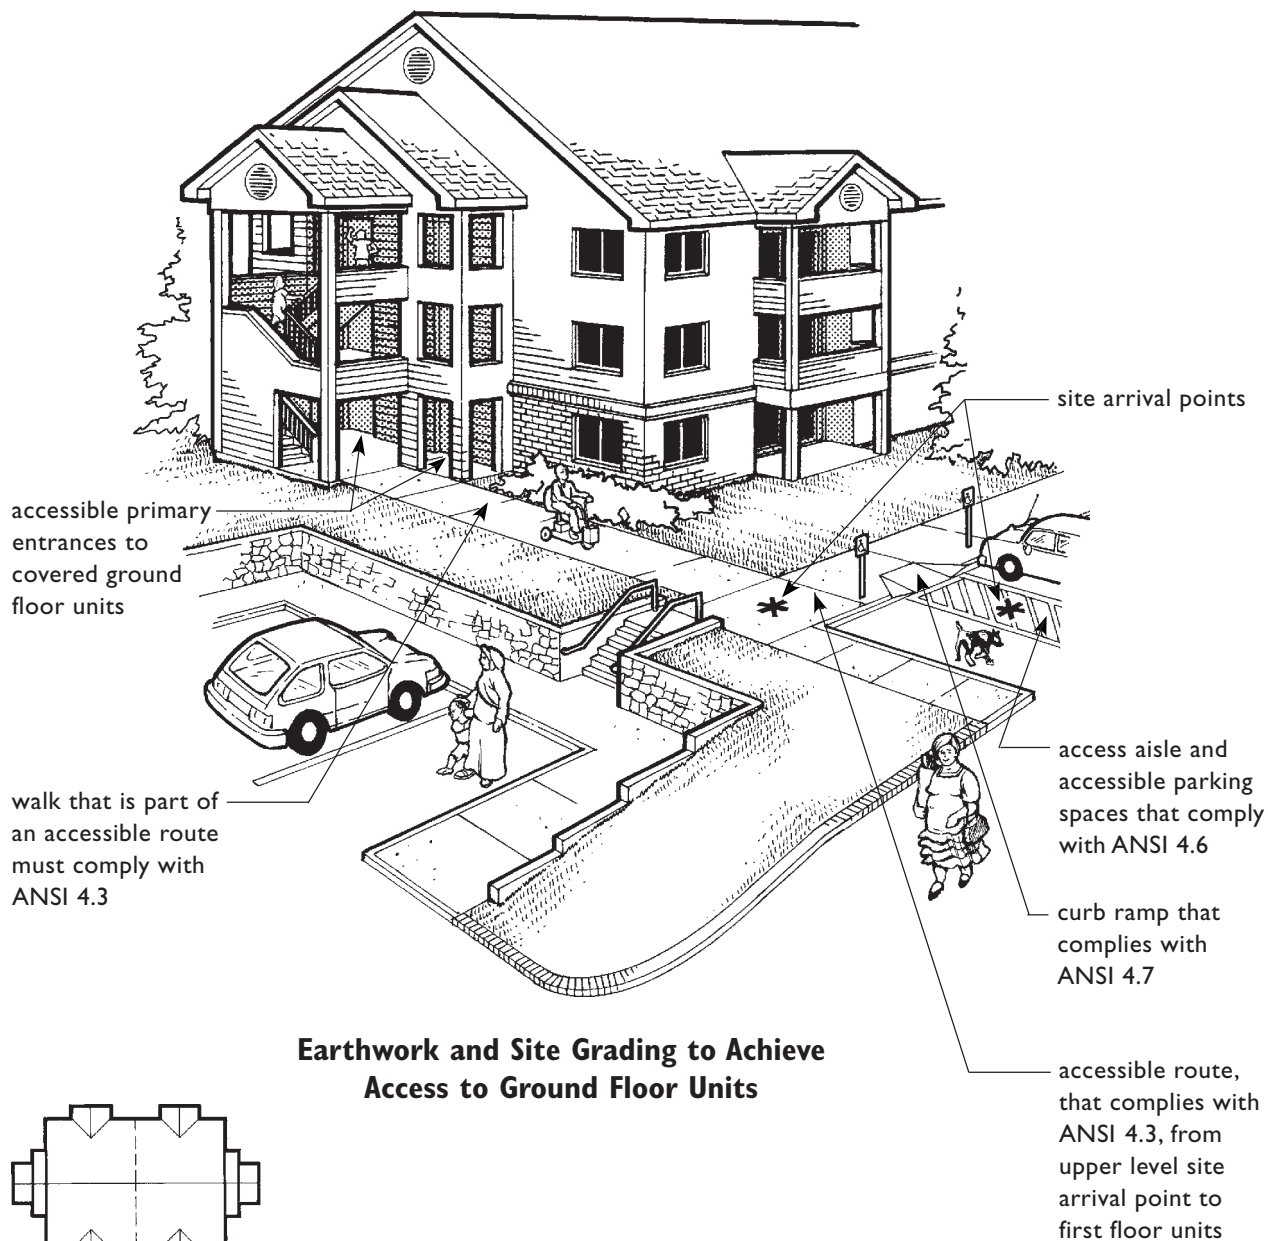 site arrival points
accessible primary
entrances to
covered ground
floor units
access aisle and
accessible parking
spaces that comply
with ANSI 4.6
walk that is part of
an accessible route
must comply with
ANSI 4.3
curb ramp that
complies with
ANSI 4.7
Earthwork and Site Grading to Achieve
Access to Ground Floor Units
accessible route,
that complies with
ANSI 4.3, from
upper level site
arrival point to
first floor units